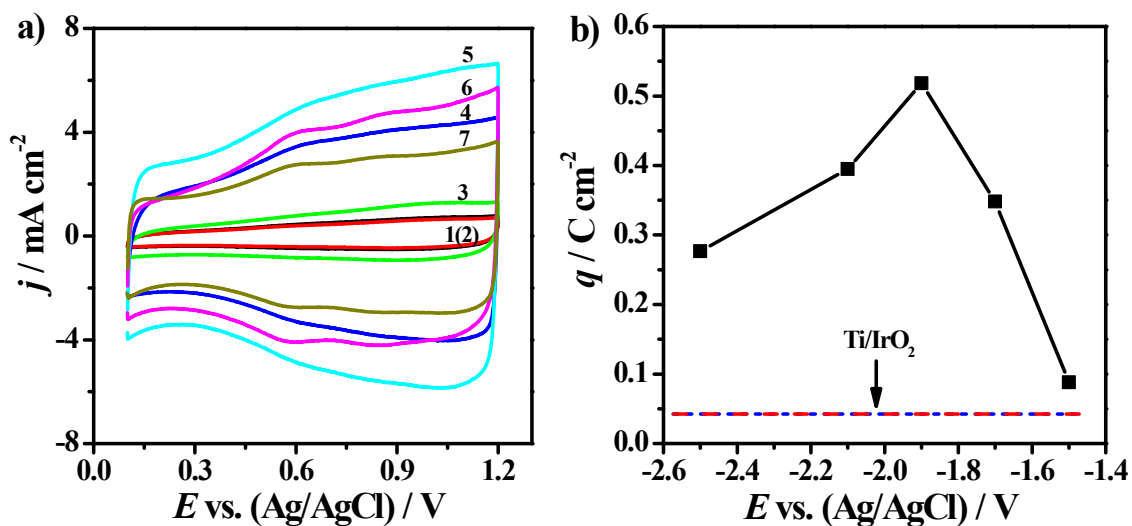 a)
8
4
0
-4
-8
j / mA cm-2
5
6
4
7
3
1(2)
0.0 0.3 0.6 0.9 1.2
E vs. (Ag/AgCl) / V
b)
0.6
0.5
0.4
0.3
0.2
0.1
0.0
q / C cm-2
Ti/IrO2
-2.6 -2.4 -2.2 -2.0 -1.8 -1.6 -1.4
E vs. (Ag/AgCl) / V